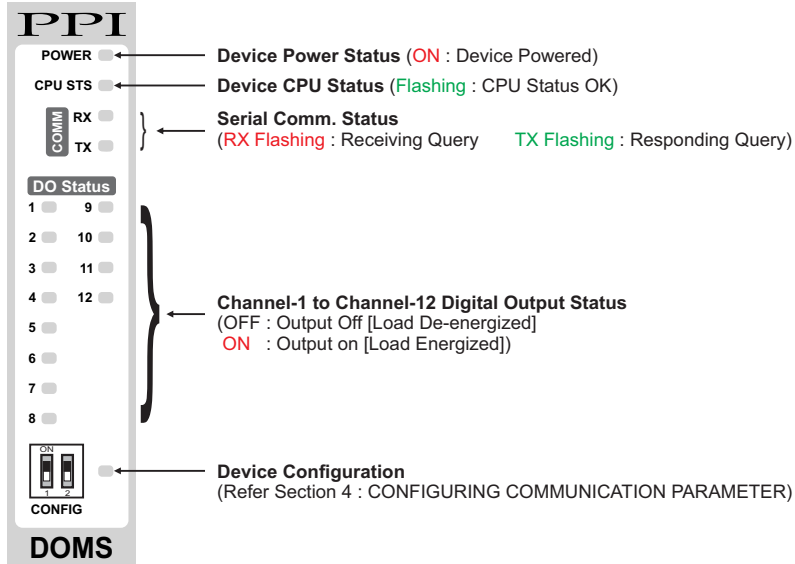 PPI
POWER
Device Power Status (ON : Device Powered)
CPU STS
Device CPU Status (Flashing : CPU Status OK)
COMM
RX
TX
Serial Comm. Status
(RX Flashing : Receiving Query TX Flashing : Responding Query)
DO Status
1 9
2 10
3 11
4 12
5
6
7
8
Channel-1 to Channel-12 Digital Output Status
(OFF : Output Off [Load De-energized]
ON : Output on [Load Energized])
ON
1 2
CONFIG
Device Configuration
(Refer Section 4 : CONFIGURING COMMUNICATION PARAMETER)
DOMS